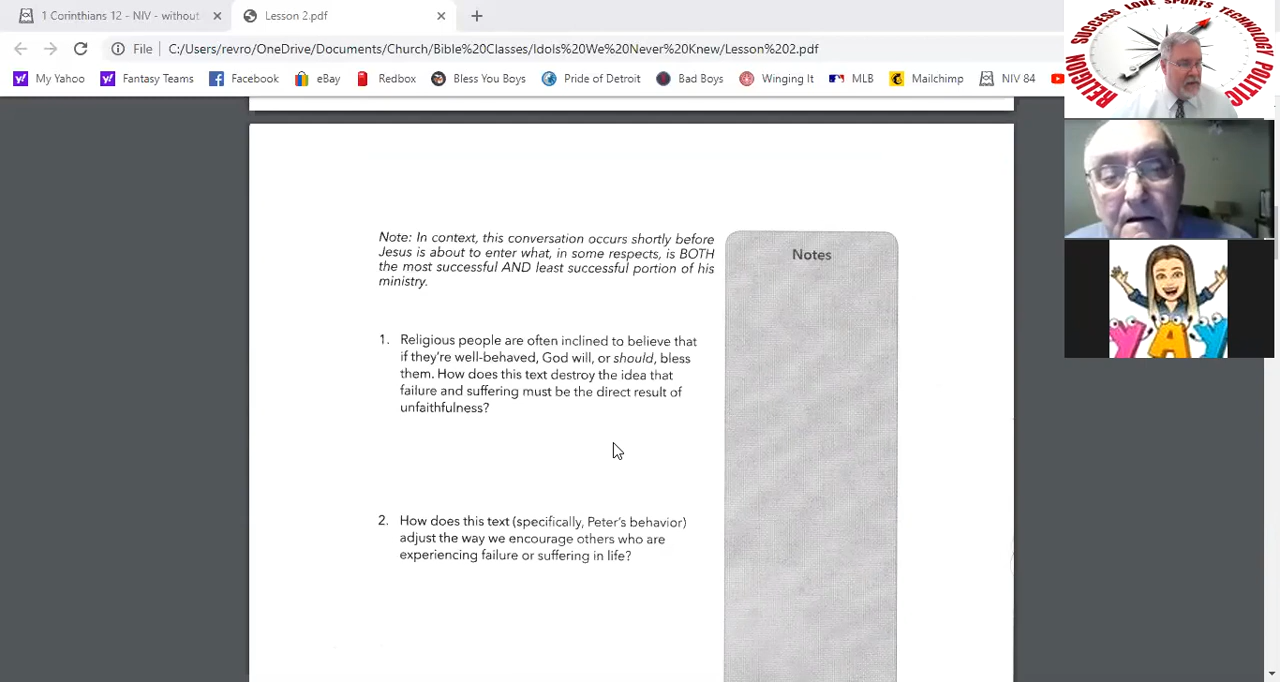 1 Corinthians 12 - NIV - without
Lesson 2.pdf
File
C:/Users/revro/OneDrive/Documents/Church/Bible%20Classes/Idols%20We%20Never%20Knew/Lesson%202.pdf
My Yahoo
Fantasy Teams
Facebook
eBay
Redbox
Bless You Boys
Pride of Detroit
Bad Boys
Winging It
MLB
Mailchimp
NIV 84
RELIGION SUCCESS LOVE SPORTS TECHNOLOGY POLITIC
YAY
Note: In context, this conversation occurs shortly before
Jesus is about to enter what, in some respects, is BOTH
the most successful AND least successful portion of his
ministry.
Notes
1. Religious people are often inclined to believe that
if they're well-behaved, God will, or should, bless
them. How does this text destroy the idea that
failure and suffering must be the direct result of
unfaithfulness?
2. How does this text (specifically, Peter's behavior)
adjust the way we encourage others who are
experiencing failure or suffering in life?